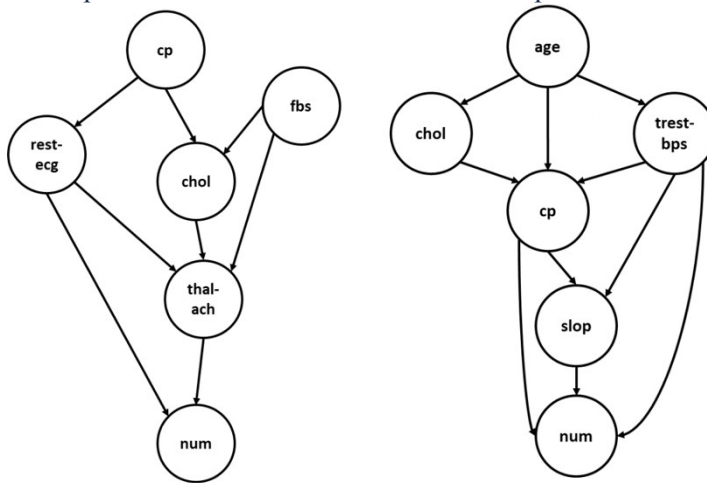 cp
fbs
rest-
ecg
chol
thal-
ach
num
age
chol
trest-
bps
cp
slop
num